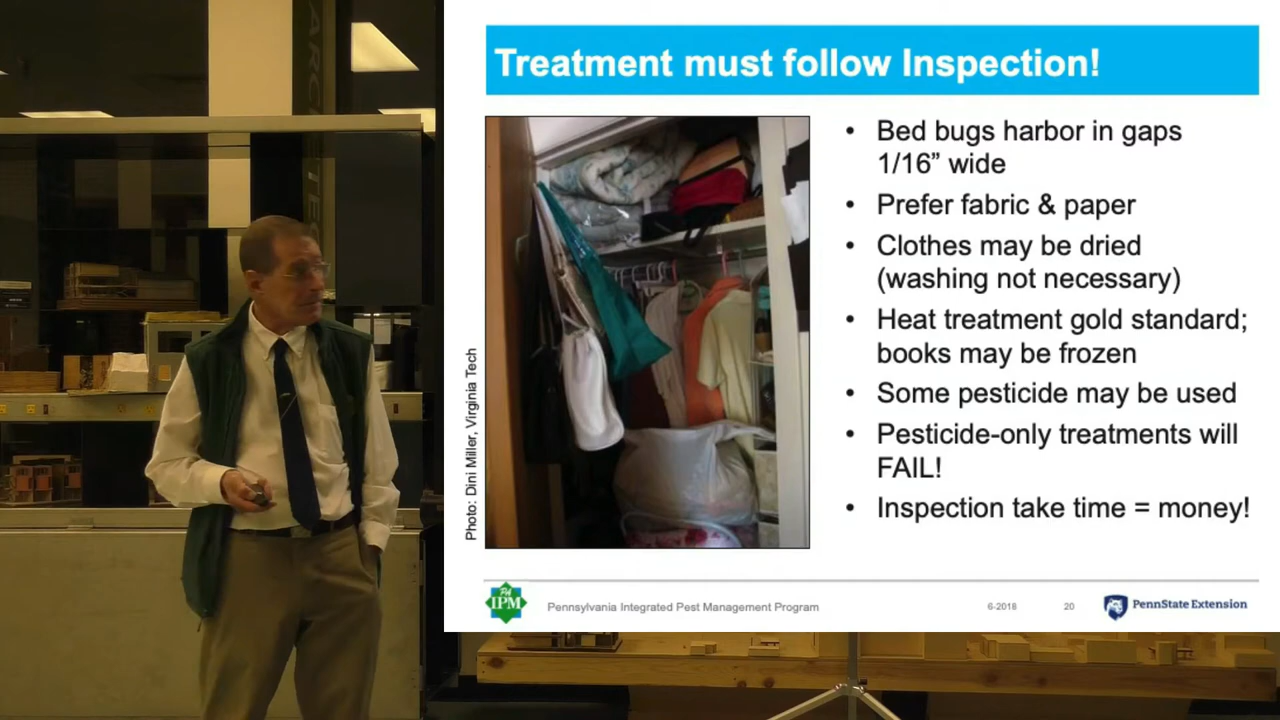 ARCHITEC
Treatment must follow Inspection!
• Bed bugs harbor in gaps
1/16” wide
• Prefer fabric & paper
• Clothes may be dried
(washing not necessary)
• Heat treatment gold standard;
books may be frozen
• Some pesticide may be used
• Pesticide-only treatments will
FAIL!
• Inspection take time = money!
Photo: Dini Miller, Virginia Tech
PA
IPM
Pennsylvania Integrated Pest Management Program
6-2018
20
PennState Extension